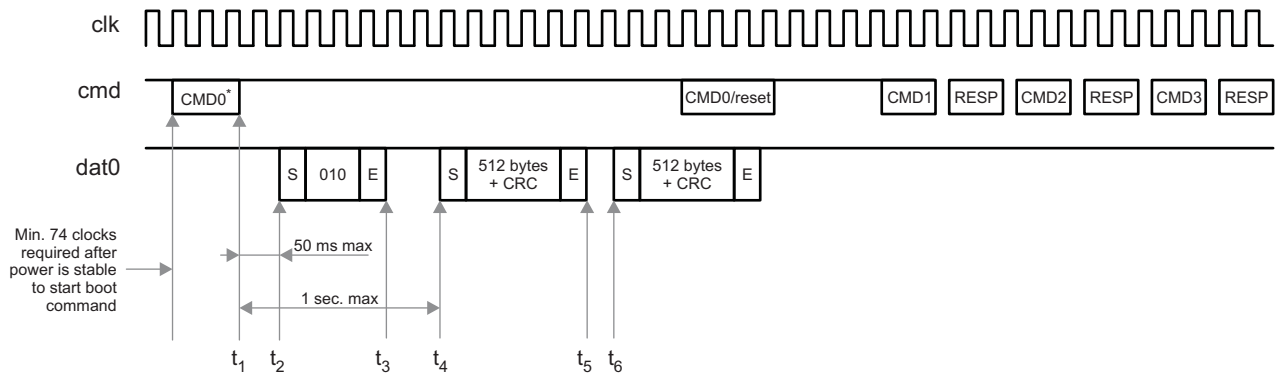 clk
cmd
CMD0*
CMD0/reset
CMD1
RESP
CMD2
RESP
CMD3
RESP
dat0
S
010
E
S
512 bytes
+ CRC
E
S
512 bytes
+ CRC
E
Min. 74 clocks
required after
power is stable
to start boot
command
50 ms max
1 sec. max
t1
t2
t3
t4
t5
t6